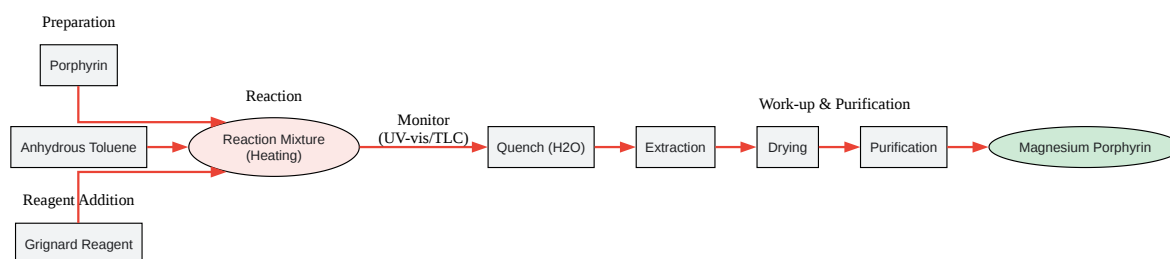 Preparation
Porphyrin
Reaction
Anhydrous Toluene
Reaction Mixture
(Heating)
Reagent Addition
Grignard Reagent
Monitor
(UV-vis/TLC)
Quench (H2O)
Extraction
Work-up & Purification
Drying
Purification
Magnesium Porphyrin